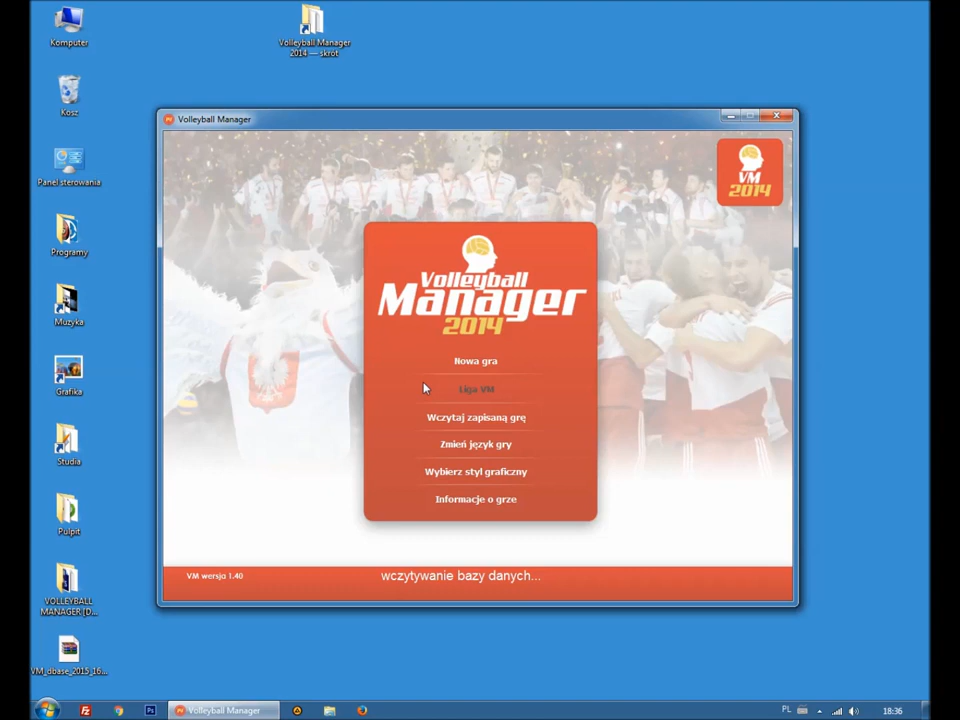 Komputer
Volleyball Manager
2014 — skrót
Kosz
Volleyball Manager
VM
2014
Panel sterowania
Programy
Volleyball
Manager
2014
Muzyka
Nowa gra
Liga VM
Grafika
Wczytaj zapisaną grę
Zmień język gry
Studia
Wybierz styl graficzny
Informacje o grze
Pulpit
VM wersja 1.40
wczytywanie bazy danych...
VOLLEYBALL
MANAGER [D...
VM_dbase_2015_16...
Fz
Ps
Volleyball Manager
PL
18:36